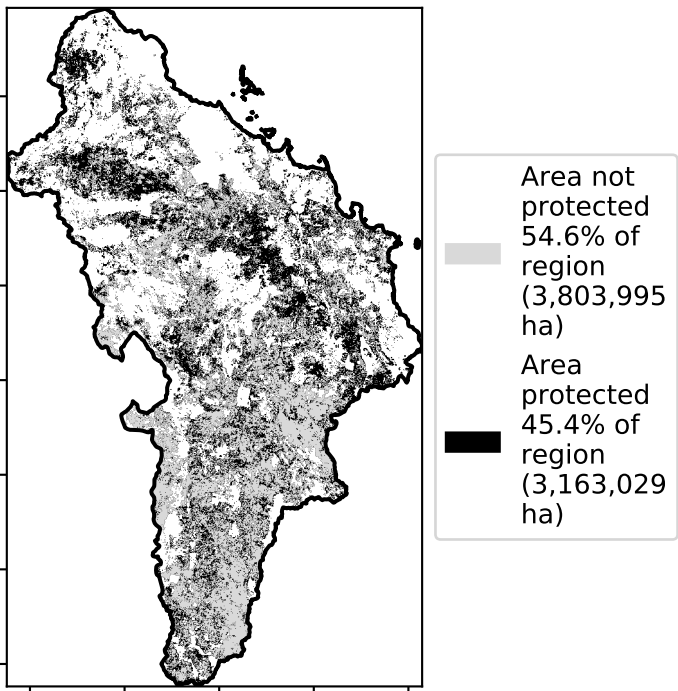 Area not
protected
54.6% of
region
(3,803,995
ha)
Area
protected
45.4% of
region
(3,163,029
ha)